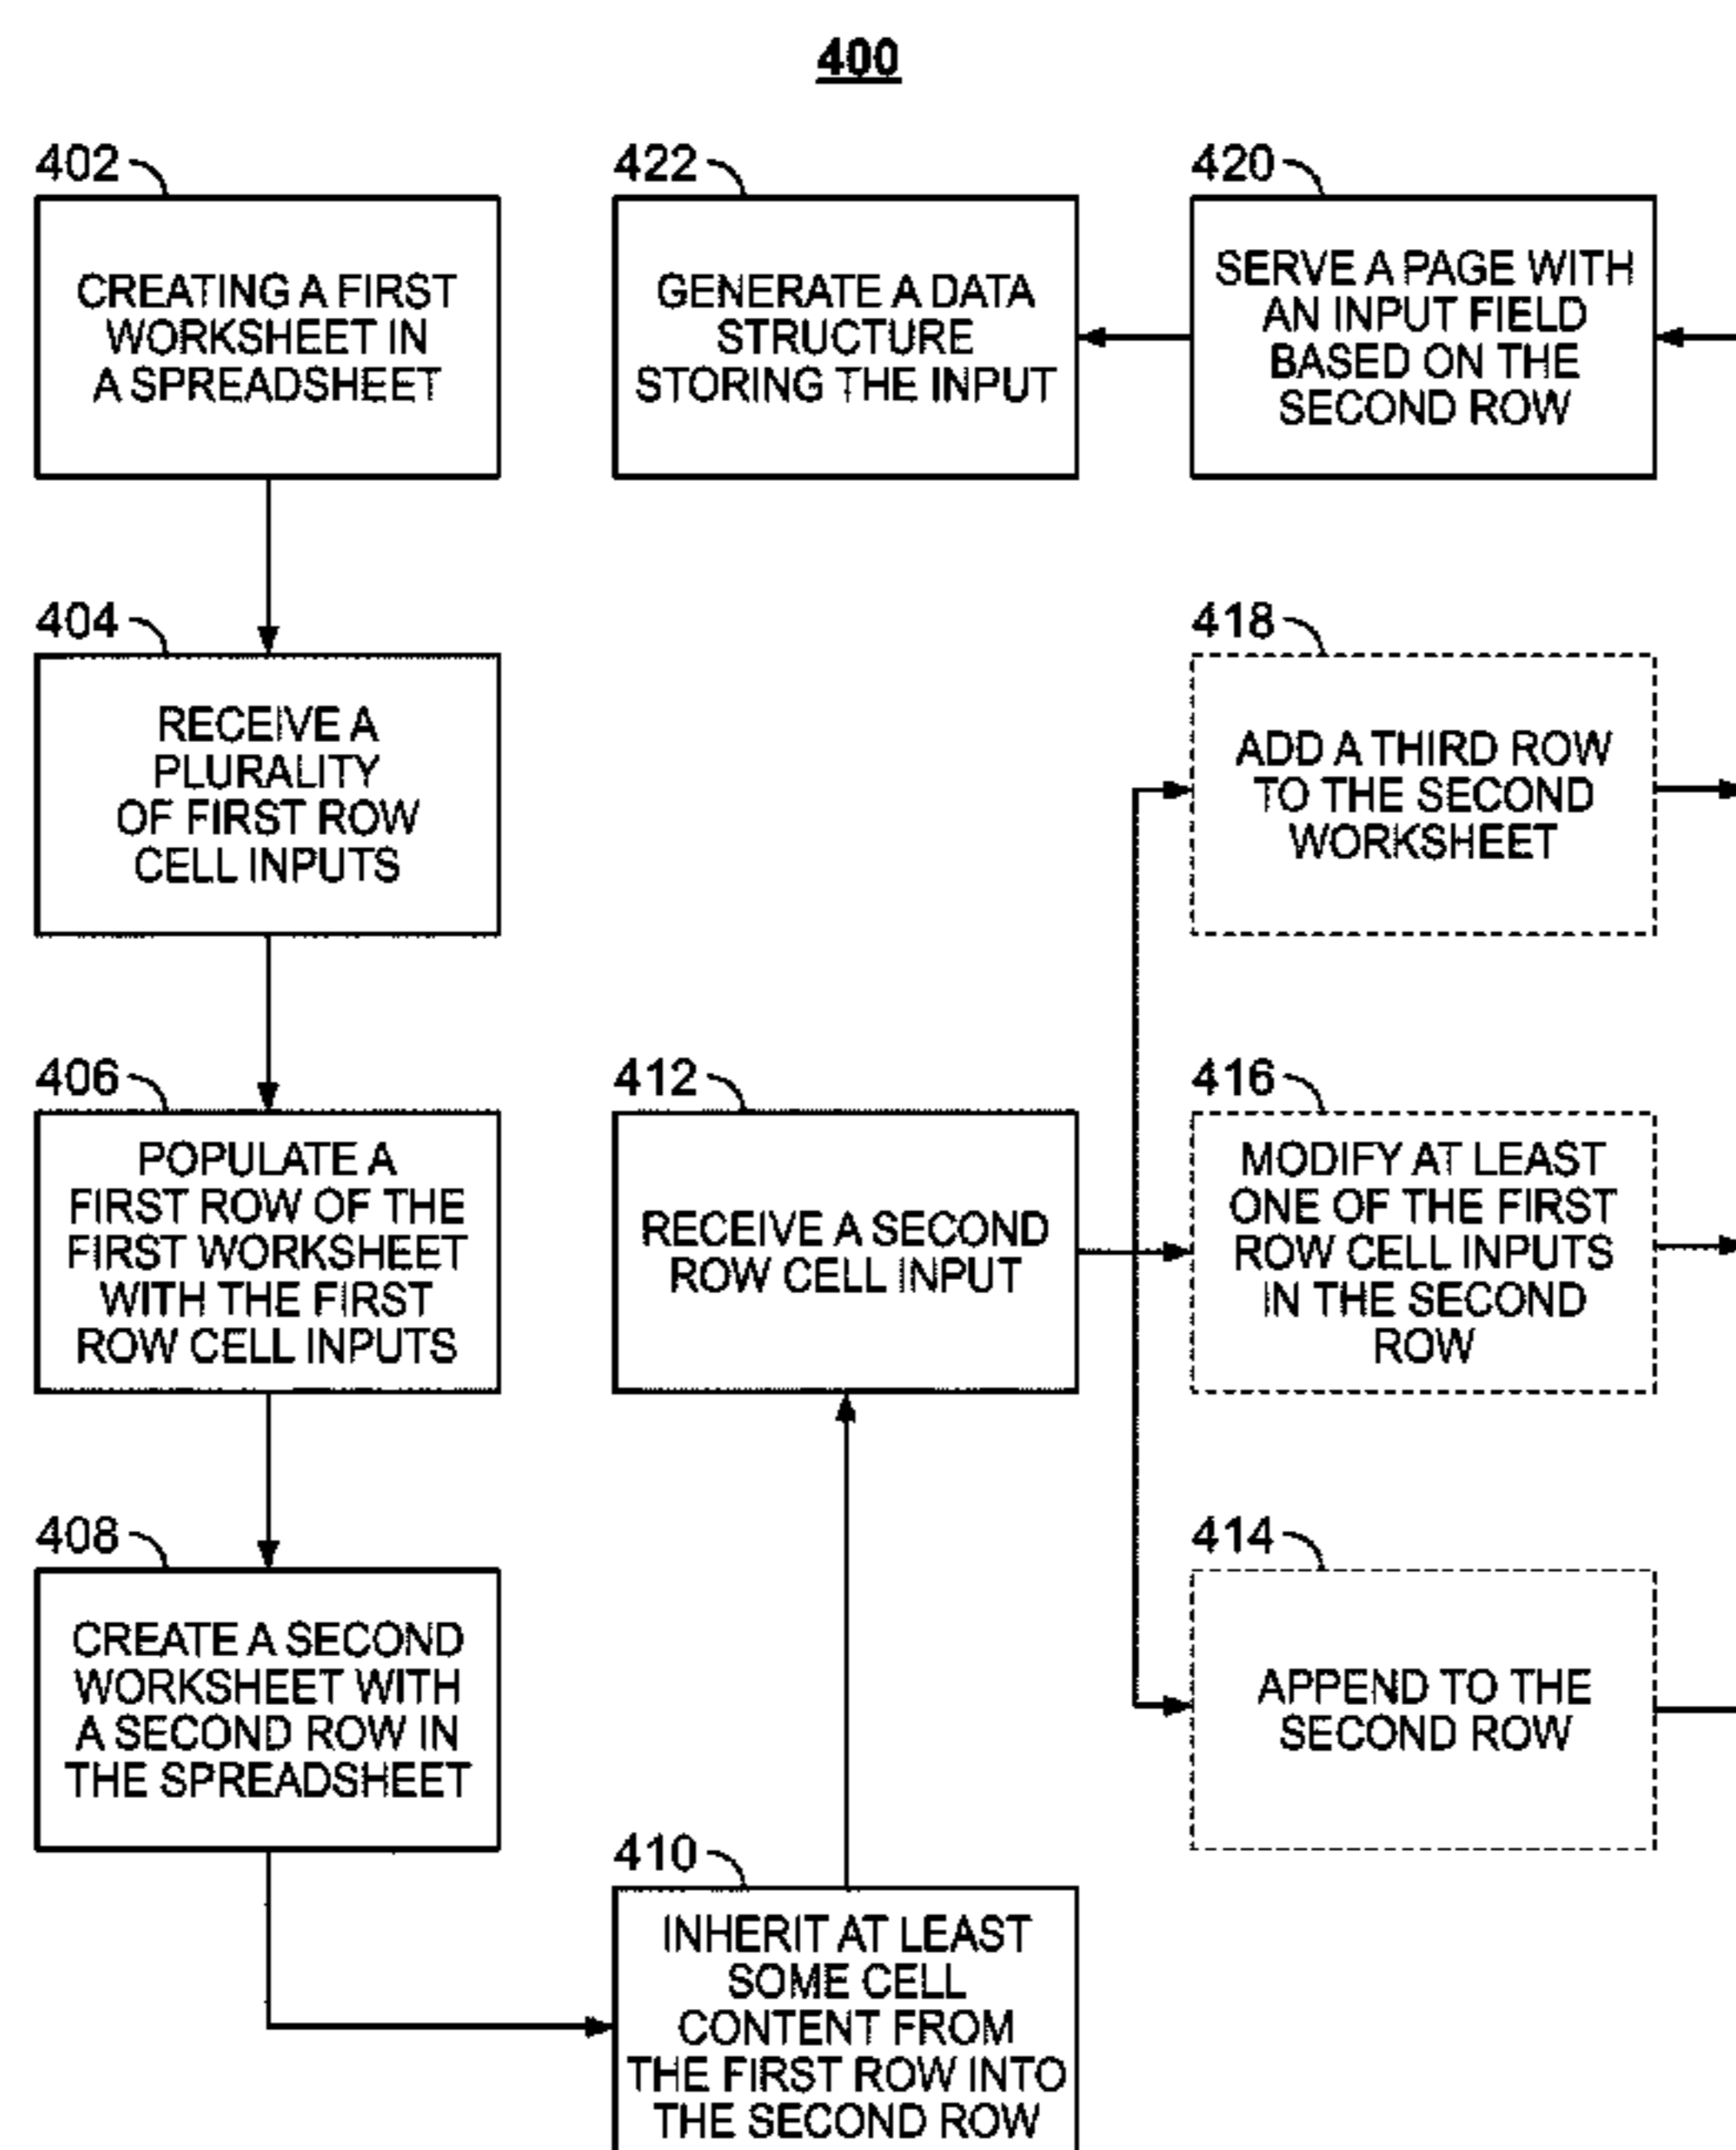 400
402
CREATING A FIRST
WORKSHEET IN
A SPREADSHEET
422
GENERATE A DATA
STRUCTURE
STORING THE INPUT
420
SERVE A PAGE WITH
AN INPUT FIELD
BASED ON THE
SECOND ROW
404
RECEIVE A
PLURALITY
OF FIRST ROW
CELL INPUTS
418
ADD A THIRD ROW
TO THE SECOND
WORKSHEET
406
POPULATE A
FIRST ROW OF THE
FIRST WORKSHEET
WITH THE FIRST
ROW CELL INPUTS
412
RECEIVE A SECOND
ROW CELL INPUT
416
MODIFY AT LEAST
ONE OF THE FIRST
ROW CELL INPUTS
IN THE SECOND
ROW
408
CREATE A SECOND
WORKSHEET WITH
A SECOND ROW IN
THE SPREADSHEET
414
APPEND TO THE
SECOND ROW
410
INHERIT AT LEAST
SOME CELL
CONTENT FROM
THE FIRST ROW INTO
THE SECOND ROW